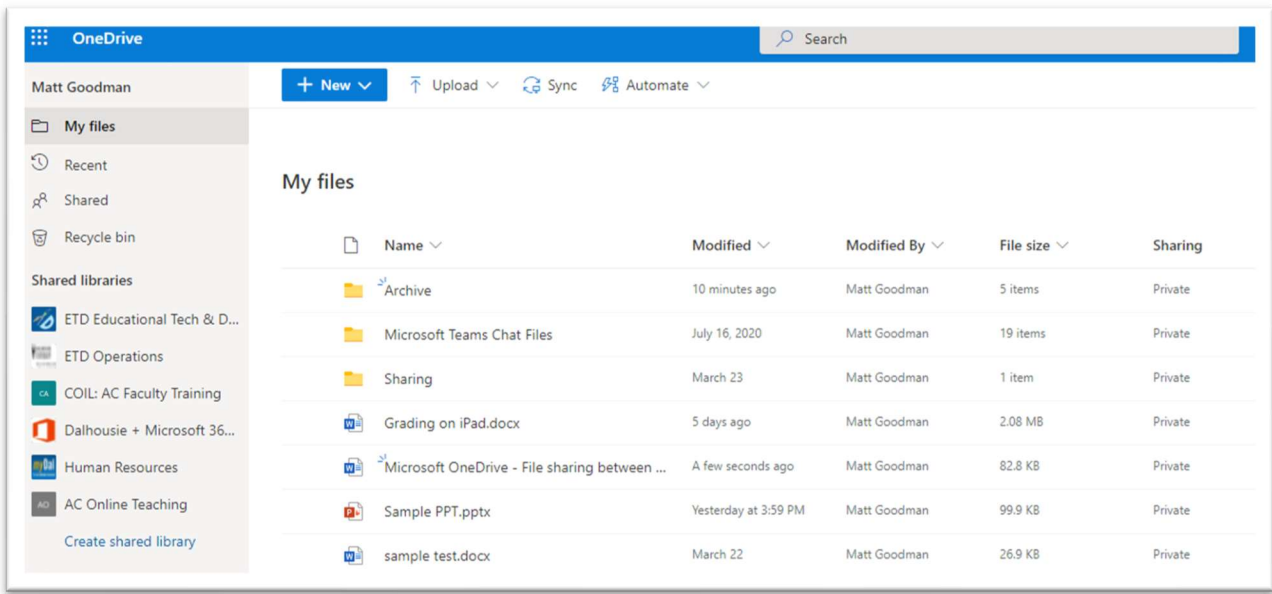 OneDrive
Search
Matt Goodman
+ New Upload Sync Automate
My files
Recent
Shared
Recycle bin
Shared libraries
ETD Educational Tech & D...
ETD Operations
CA COIL: AC Faculty Training
Dalhousie + Microsoft 36...
myDal Human Resources
AO AC Online Teaching
Create shared library
My files
Name Modified Modified By File size Sharing
Archive 10 minutes ago Matt Goodman 5 items Private
Microsoft Teams Chat Files July 16, 2020 Matt Goodman 19 items Private
Sharing March 23 Matt Goodman 1 item Private
Grading on iPad.docx 5 days ago Matt Goodman 2.08 MB Private
Microsoft OneDrive - File sharing between ... A few seconds ago Matt Goodman 82.8 KB Private
Sample PPT.pptx Yesterday at 3:59 PM Matt Goodman 99.9 KB Private
sample test.docx March 22 Matt Goodman 26.9 KB Private